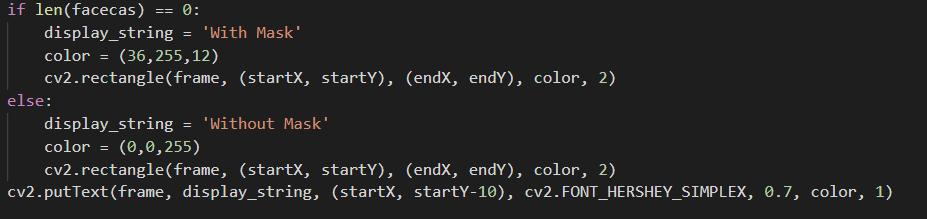 if len(facecas) == 0:
    display_string = 'With Mask'
    color = (36,255,12)
    cv2.rectangle(frame, (startX, startY), (endX, endY), color, 2)
else:
    display_string = 'Without Mask'
    color = (0,0,255)
    cv2.rectangle(frame, (startX, startY), (endX, endY), color, 2)
cv2.putText(frame, display_string, (startX, startY-10), cv2.FONT_HERSHEY_SIMPLEX, 0.7, color, 1)